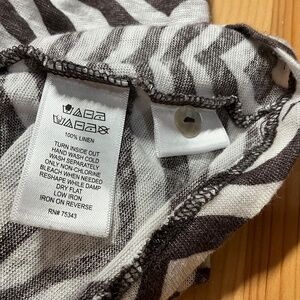 100% LINEN
TURN INSIDE OUT
HAND WASH COLD
WASH SEPARATELY
ONLY NON-CHLORINE
BLEACH WHEN NEEDED
RESHAPE WHILE DAMP
DRY FLAT
LOW IRON
IRON ON REVERSE
RN# 75343